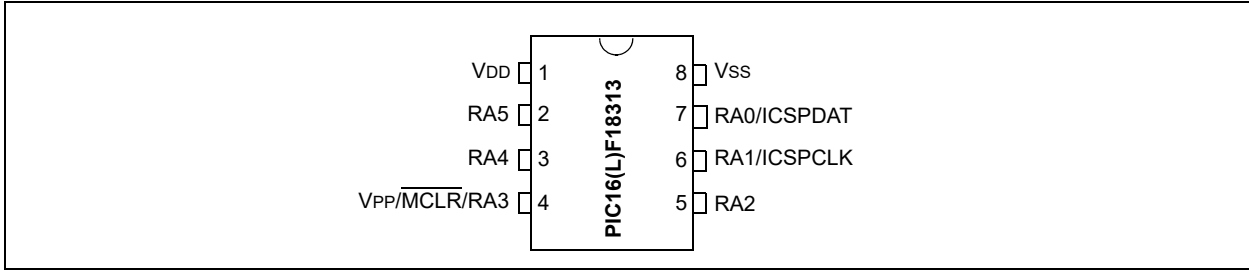 VDD 1 8 VSS
RA5 2 7 RA0/ICSPDAT
RA4 3 6 RA1/ICSPCLK
VPP/MCLR/RA3 4 5 RA2
PIC16(L)F18313